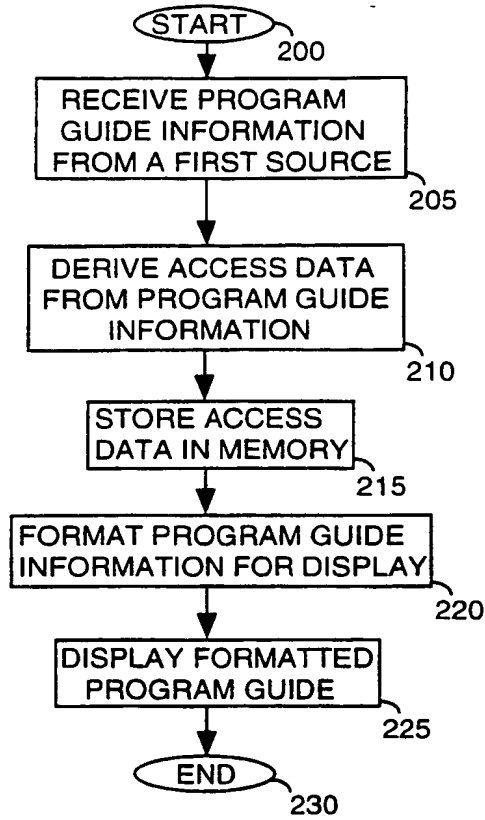 START
200
RECEIVE PROGRAM
GUIDE INFORMATION
FROM A FIRST SOURCE
205
DERIVE ACCESS DATA
FROM PROGRAM GUIDE
INFORMATION
210
STORE ACCESS
DATA IN MEMORY
215
FORMAT PROGRAM GUIDE
INFORMATION FOR DISPLAY
220
DISPLAY FORMATTED
PROGRAM GUIDE
225
END
230